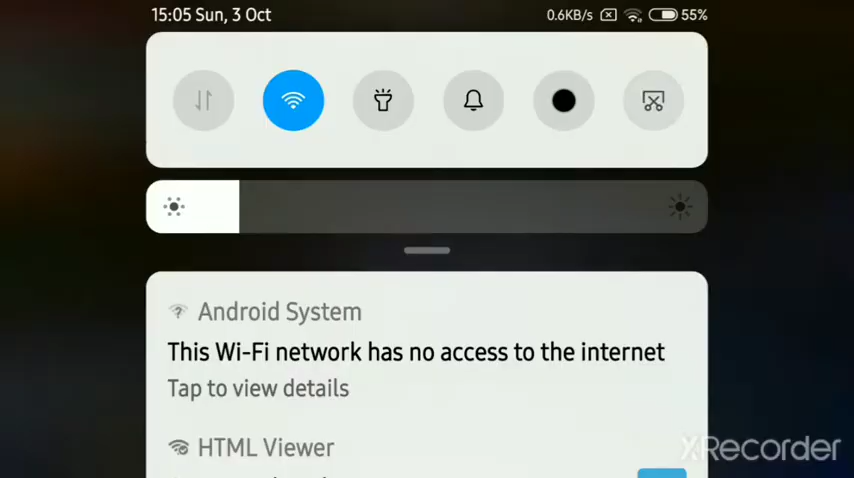 15:05 Sun, 3 Oct
0.6KB/s 55%
Android System
This Wi-Fi network has no access to the internet
Tap to view details
HTML Viewer
XRecorder